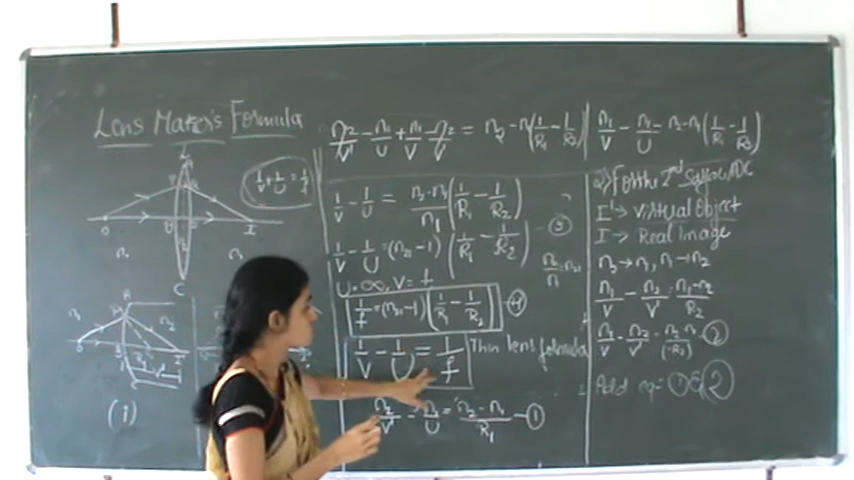 Lens Maker's Formula
1/V + 1/U = 1/f
A
O
I
C
n₁
n₂
(i)
n₂/V' - n₁/U + n₁/V - n₂/V' = n₂-n₁(1/R₁ - 1/R₂)
1/V - 1/U = n₂-n₁/n₁ (1/R₁ - 1/R₂)
1/V - 1/U = (n₂₁-1) (1/R₁ - 1/R₂) - ③
U = ∞, V = f
1/f = (n₂₁-1)(1/R₁ - 1/R₂) - ④
1/V - 1/U = 1/f Thin lens formula
n₂/V' - n₁/U = n₂-n₁/R₁ - ①
n₁/V - n₁/U = n₂-n₁(1/R₁ - 1/R₂)
2) For the 2nd Surface, ADC
I' → Virtual Object
I → Real Image
n₁/V - n₂/V' = n₁-n₂/R₂
n₁/V - n₂/V' = n₂-n₁/(-R₂) - ②
Add eqn ① & ②